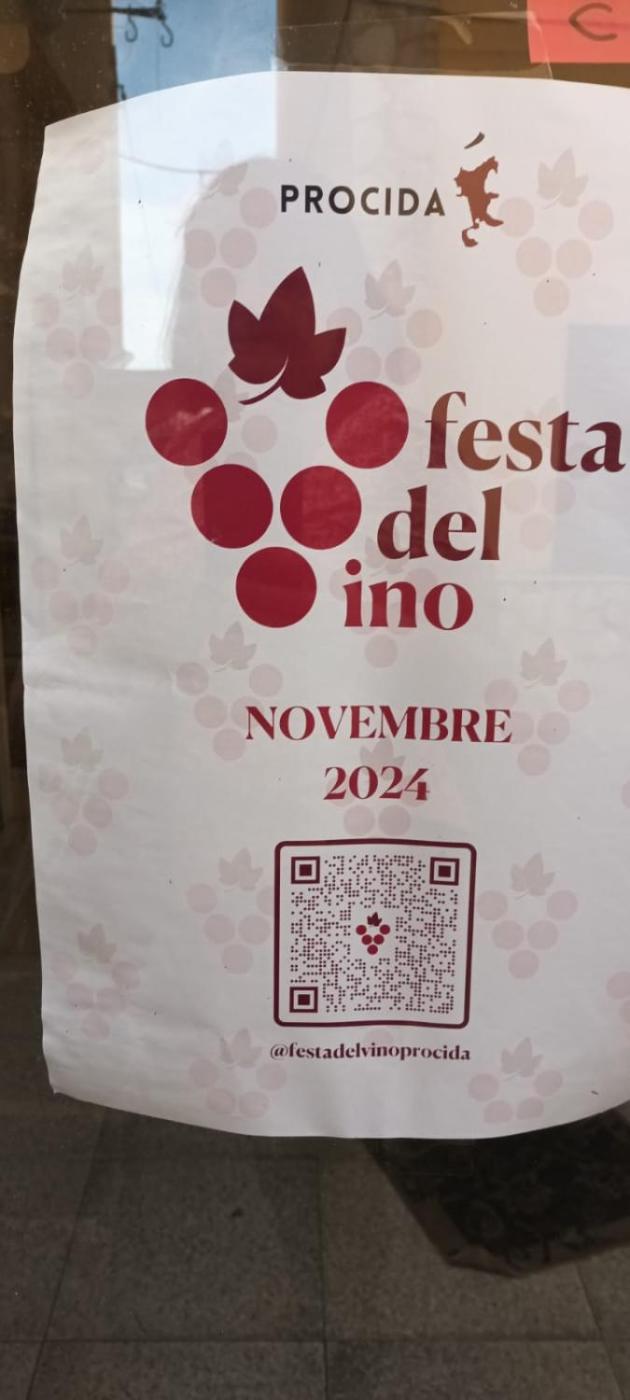 PROCIDA
festa
del
ino
NOVEMBRE
2024
@festadelvinoprocida